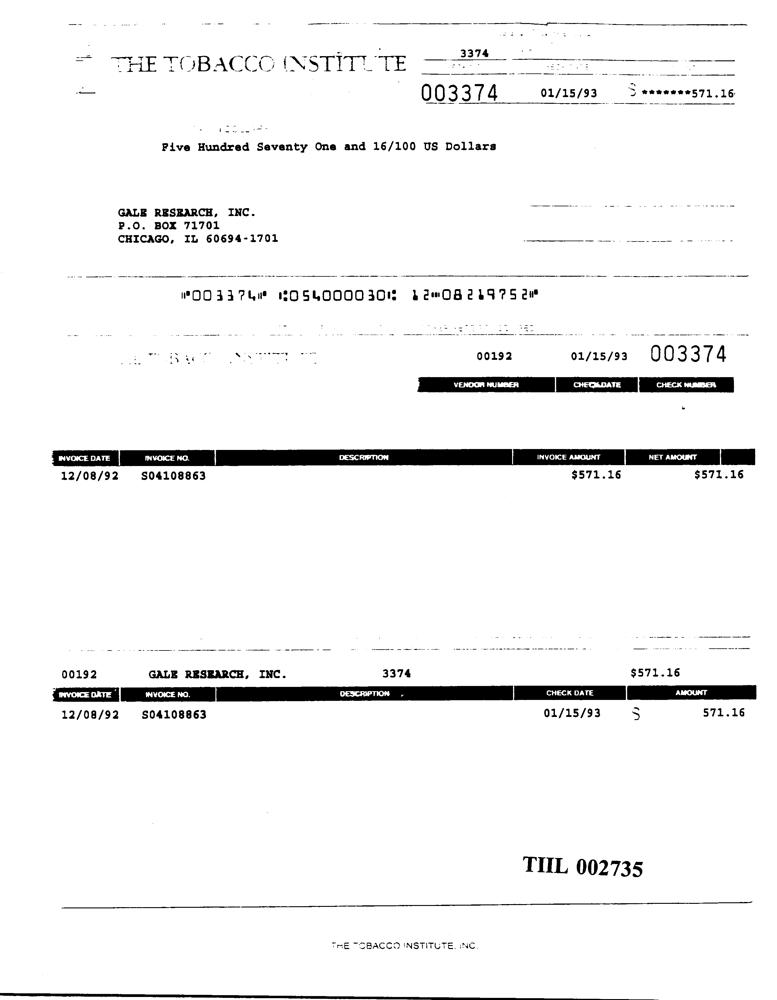 3374
THE TOBACCO INSTITUTE
003374 01/15/93 $ *******571.16
Five Hundred Seventy One and 16/100 US Dollars
GALE RESEARCH, INC.
P.O. BOX 71701
CHICAGO, IL 60694-1701
⑈003374⑈ ⑆054000030⑆ 12⑉08219752⑈
00192 01/15/93 003374
VENDOR NUMBER CHECK DATE CHECK NUMBER
INVOICE DATE INVOICE NO. DESCRIPTION INVOICE AMOUNT NET AMOUNT
12/08/92 S04108863 $571.16 $571.16
00192 GALE RESEARCH, INC. 3374 $571.16
INVOICE DATE INVOICE NO. DESCRIPTION CHECK DATE AMOUNT
12/08/92 S04108863 01/15/93 $ 571.16
TIIL 002735
THE TOBACCO INSTITUTE, INC.